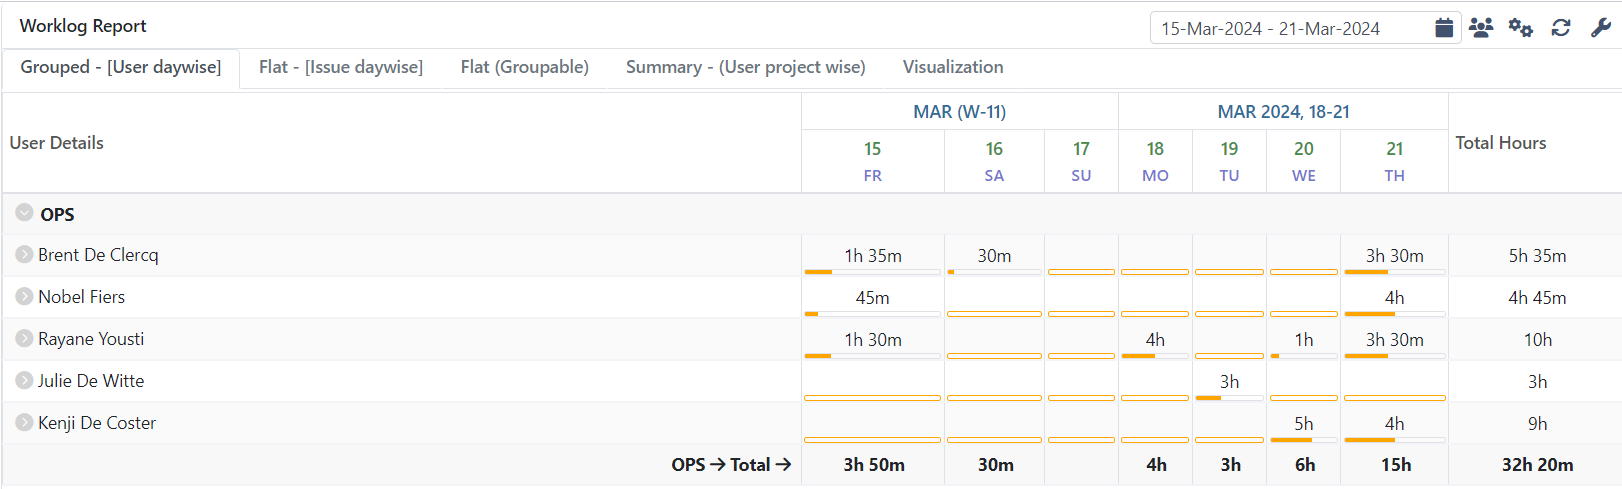 Worklog Report
15-Mar-2024 - 21-Mar-2024
Grouped - [User daywise] Flat - [Issue daywise] Flat (Groupable) Summary - (User project wise) Visualization
User Details MAR (W-11) MAR 2024, 18-21 Total Hours
15 16 17 18 19 20 21
FR SA SU MO TU WE TH
OPS
Brent De Clercq 1h 35m 30m 3h 30m 5h 35m
Nobel Fiers 45m 4h 4h 45m
Rayane Yousti 1h 30m 4h 1h 3h 30m 10h
Julie De Witte 3h 3h
Kenji De Coster 5h 4h 9h
OPS → Total → 3h 50m 30m 4h 3h 6h 15h 32h 20m